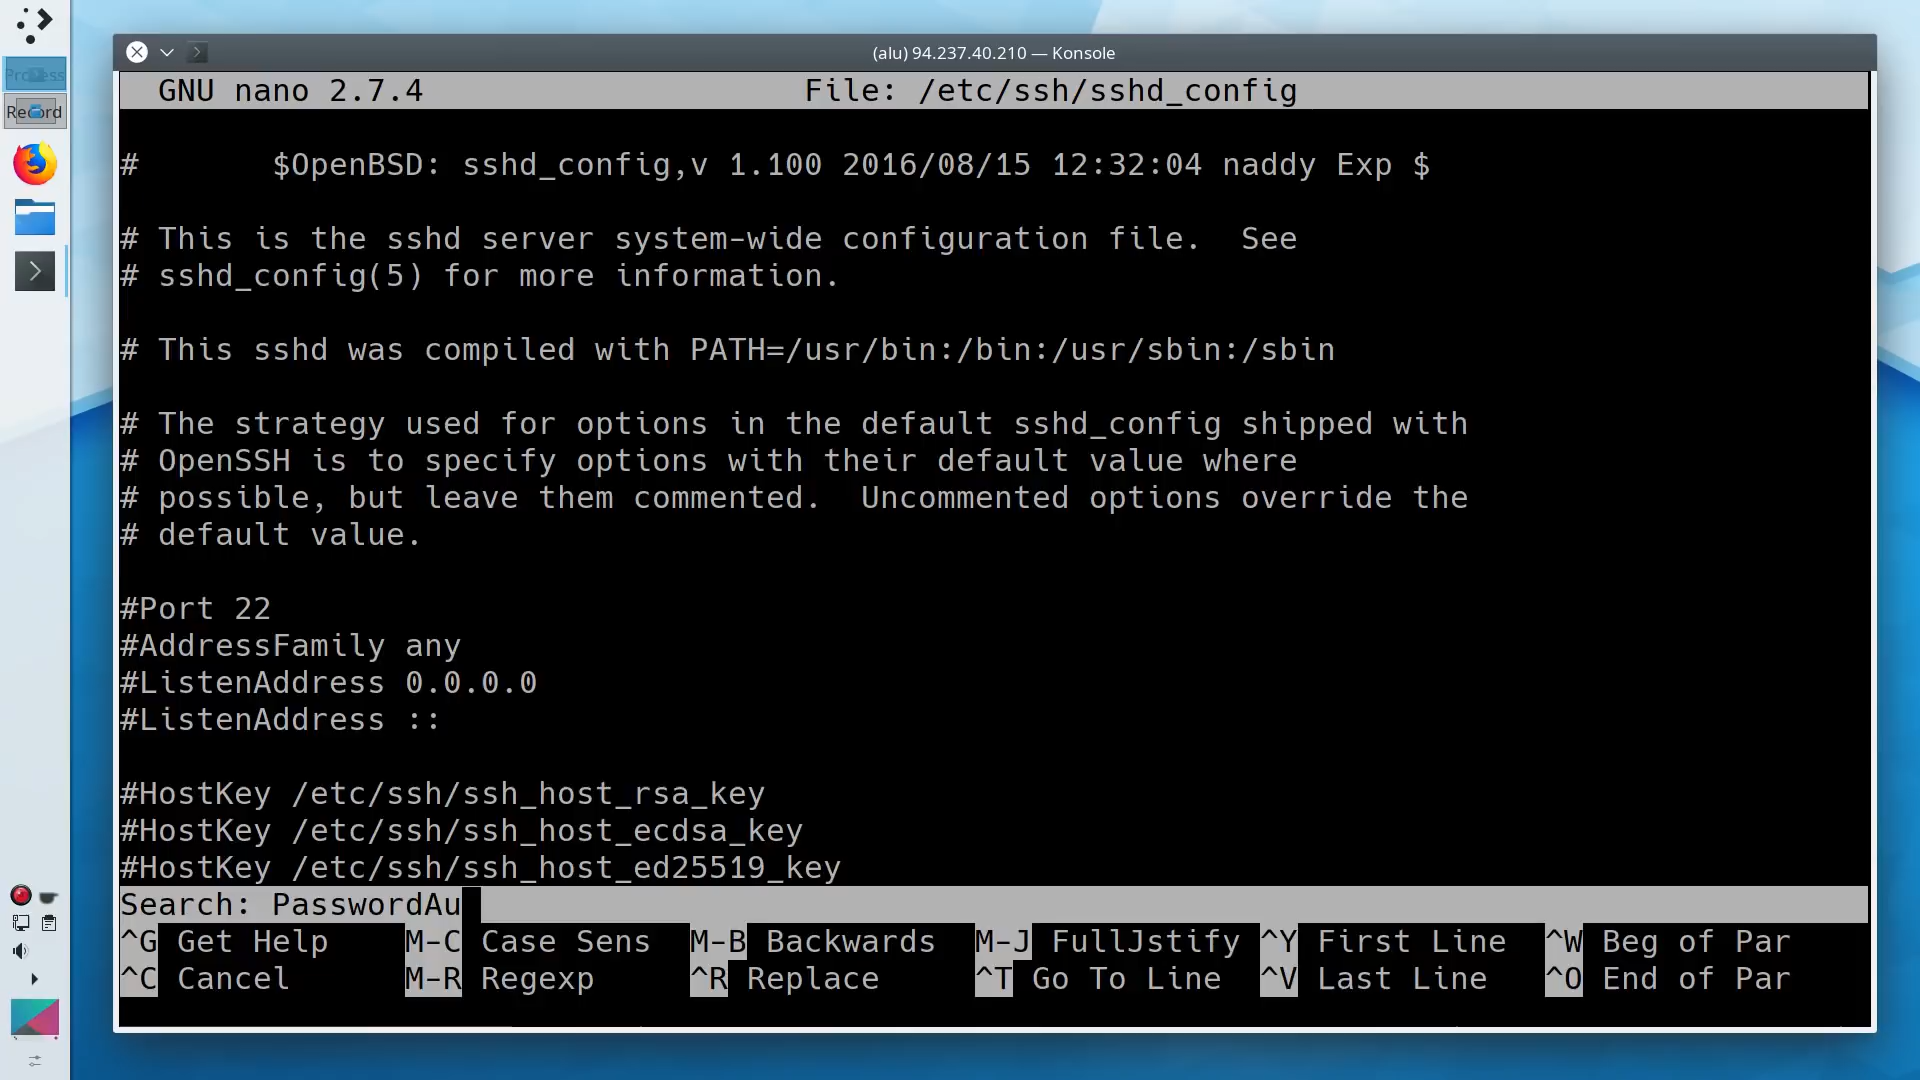 (alu) 94.237.40.210 — Konsole
GNU nano 2.7.4 File: /etc/ssh/sshd_config
# $OpenBSD: sshd_config,v 1.100 2016/08/15 12:32:04 naddy Exp $
# This is the sshd server system-wide configuration file. See
# sshd_config(5) for more information.
# This sshd was compiled with PATH=/usr/bin:/bin:/usr/sbin:/sbin
# The strategy used for options in the default sshd_config shipped with
# OpenSSH is to specify options with their default value where
# possible, but leave them commented. Uncommented options override the
# default value.
#Port 22
#AddressFamily any
#ListenAddress 0.0.0.0
#ListenAddress ::
#HostKey /etc/ssh/ssh_host_rsa_key
#HostKey /etc/ssh/ssh_host_ecdsa_key
#HostKey /etc/ssh/ssh_host_ed25519_key
Search: PasswordAu
^G Get Help M-C Case Sens M-B Backwards M-J FullJstify ^Y First Line ^W Beg of Par
^C Cancel M-R Regexp ^R Replace ^T Go To Line ^V Last Line ^O End of Par